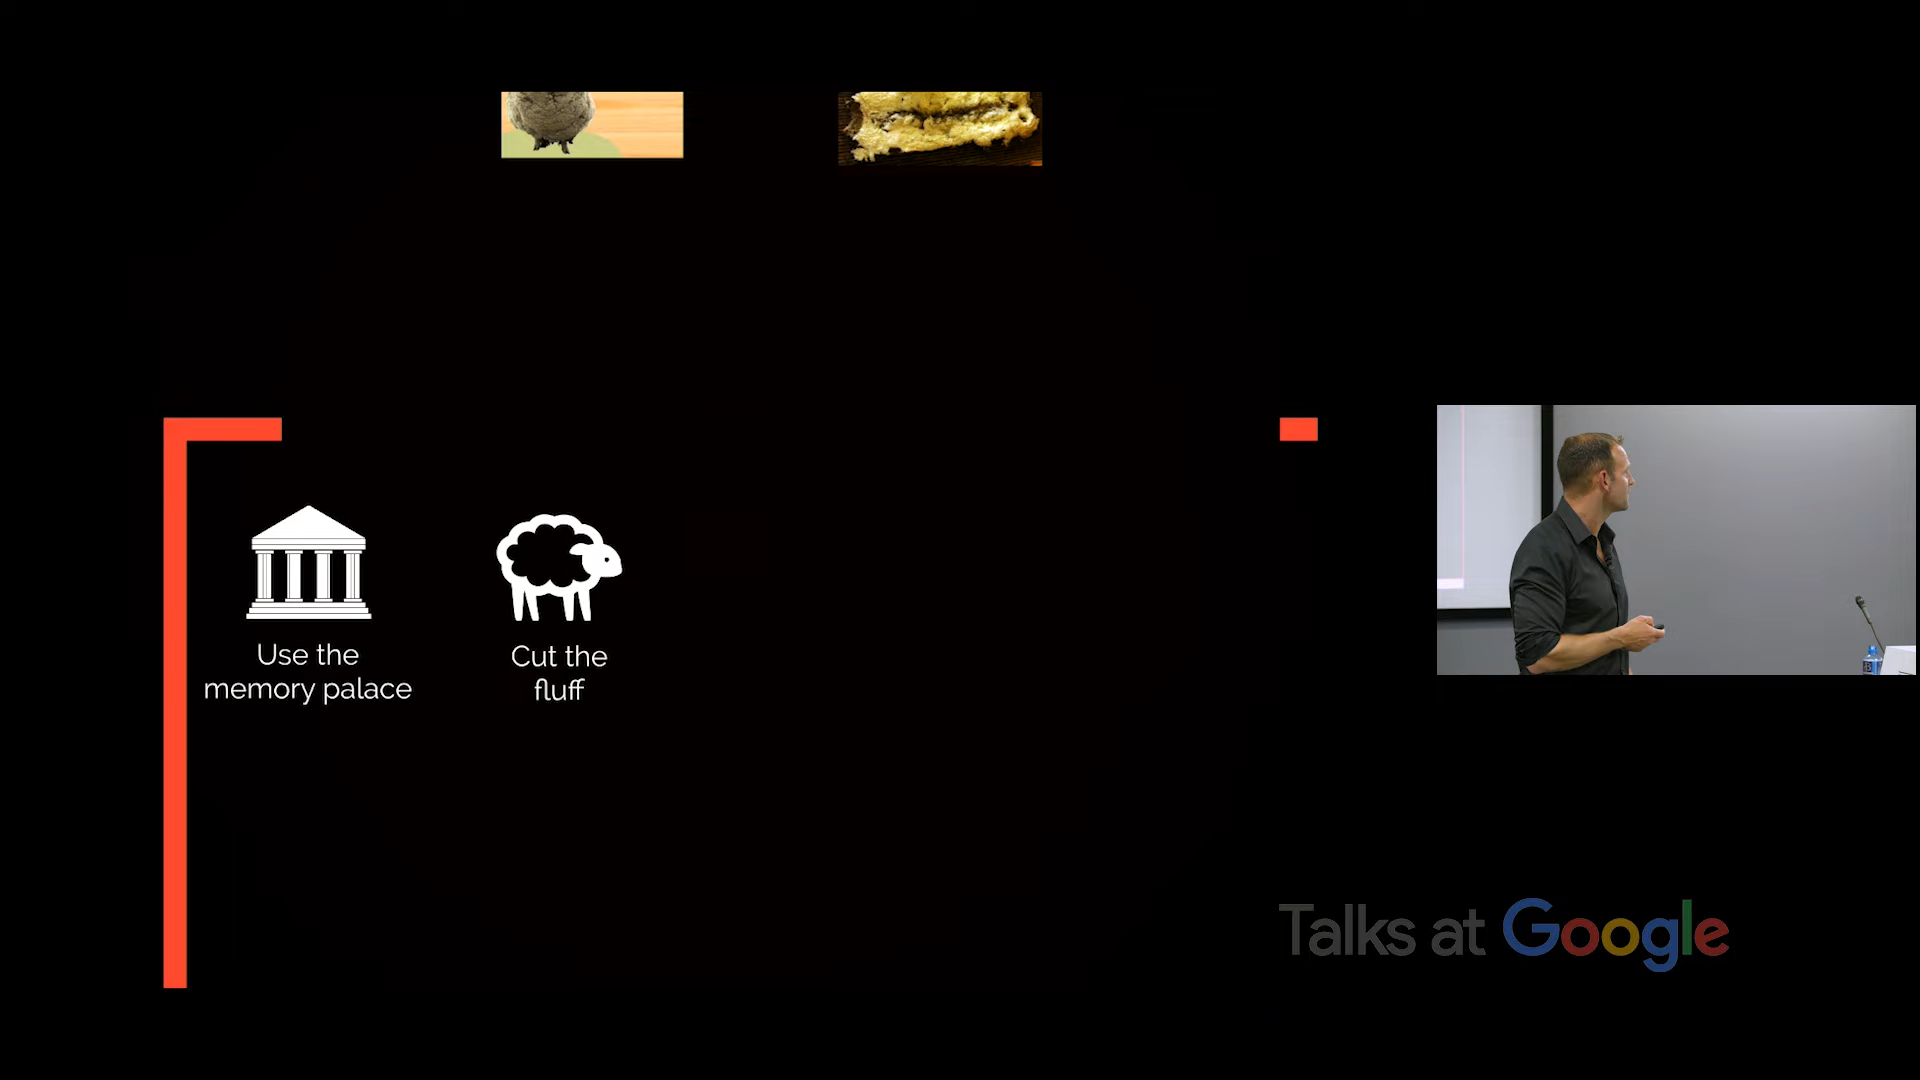 Use the
memory palace
Cut the
fluff
Talks at Google